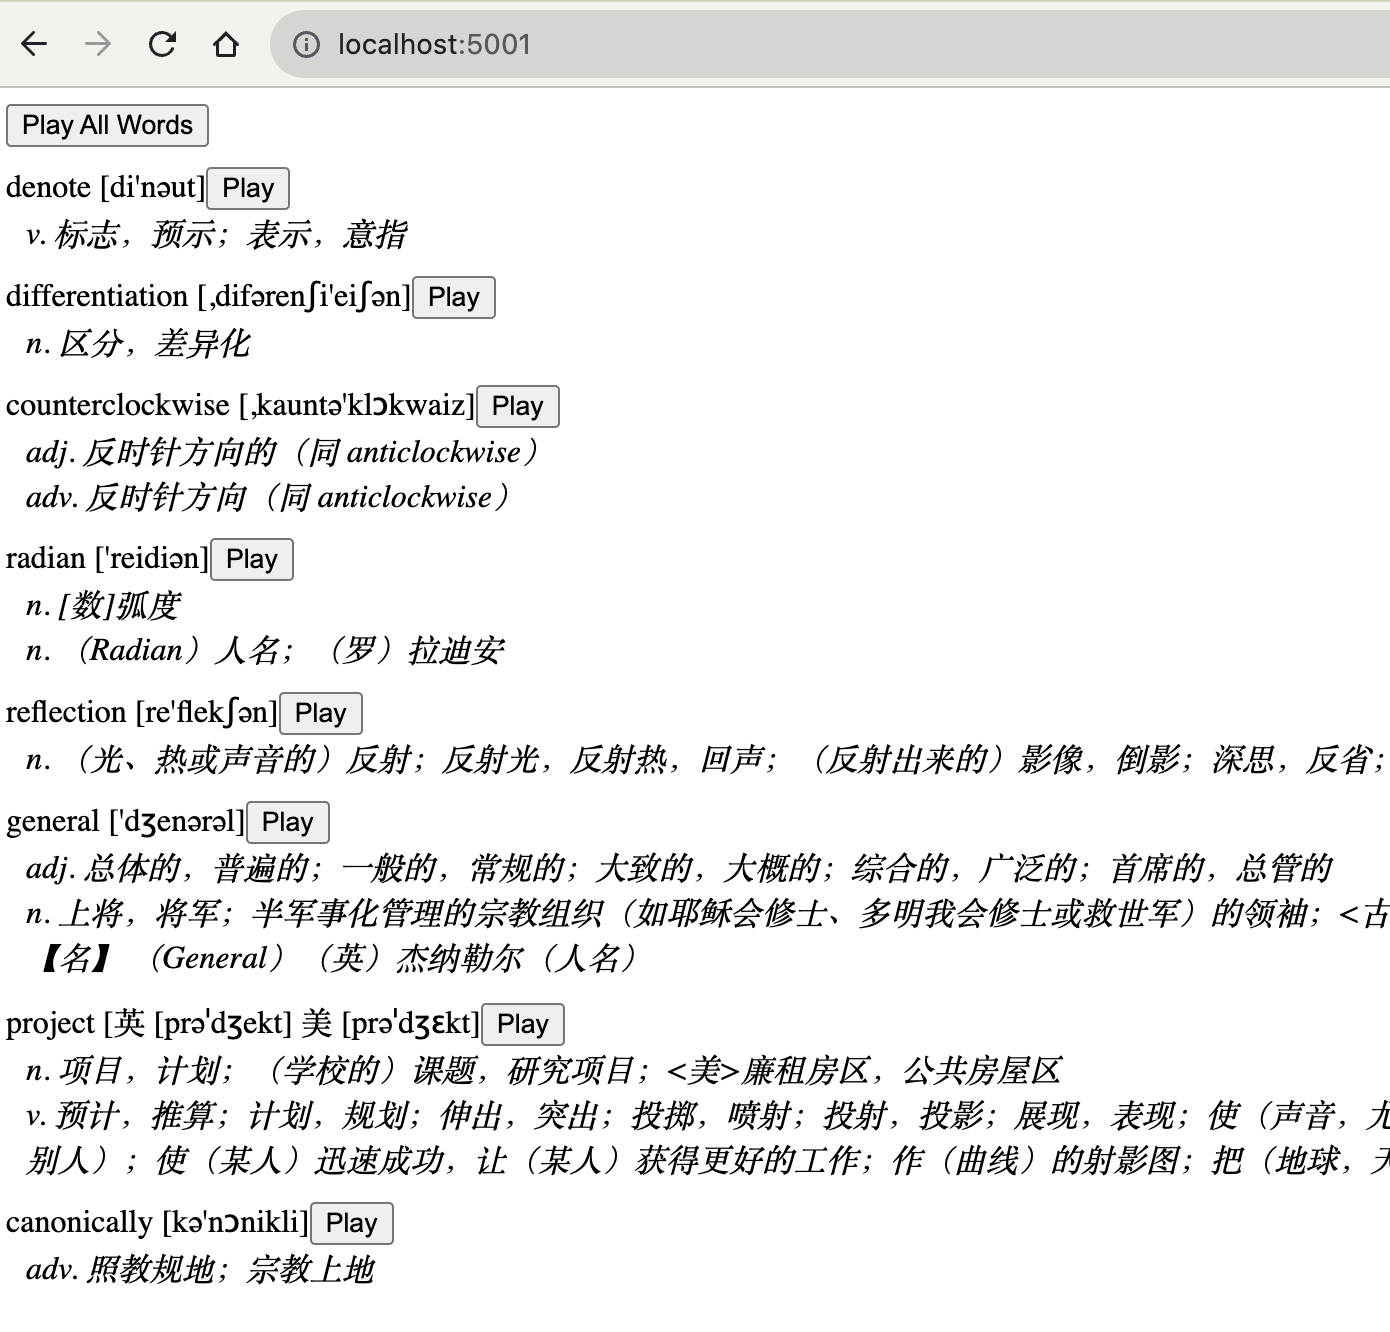 localhost:5001
Play All Words
denote [di'nəut] Play
v. 标志，预示；表示，意指
differentiation [,difərenʃi'eiʃən] Play
n. 区分，差异化
counterclockwise [,kauntə'klɔkwaiz] Play
adj. 反时针方向的（同 anticlockwise）
adv. 反时针方向（同 anticlockwise）
radian ['reidiən] Play
n. [数]弧度
n. （Radian）人名；（罗）拉迪安
reflection [re'flekʃən] Play
n. （光、热或声音的）反射；反射光，反射热，回声；（反射出来的）影像，倒影；深思，反省；
general ['dʒenərəl] Play
adj. 总体的，普遍的；一般的，常规的；大致的，大概的；综合的，广泛的；首席的，总管的
n. 上将，将军；半军事化管理的宗教组织（如耶稣会修士、多明我会修士或救世军）的领袖；<古
【名】（General）（英）杰纳勒尔（人名）
project [英 [prəˈdʒekt] 美 [prəˈdʒɛkt] Play
n. 项目，计划；（学校的）课题，研究项目；<美>廉租房区，公共房屋区
v. 预计，推算；计划，规划；伸出，突出；投掷，喷射；投射，投影；展现，表现；使（声音，尤
别人）；使（某人）迅速成功，让（某人）获得更好的工作；作（曲线）的射影图；把（地球，天
canonically [kə'nɔnikli] Play
adv. 照教规地；宗教上地